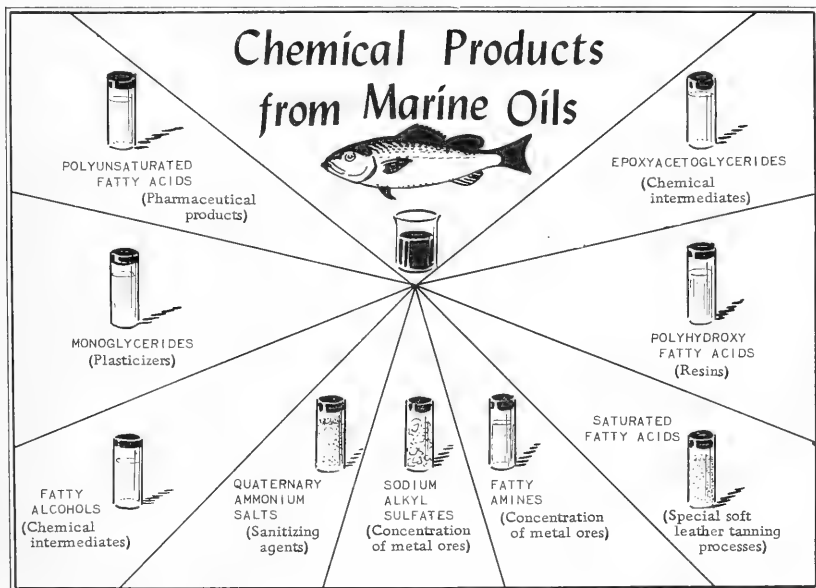 Chemical Products
from Marine Oils
POLYUNSATURATED
FATTY ACIDS
(Pharmaceutical
products)
EPOXYACETOGLYCERIDES
(Chemical
intermediates)
MONOGLYCERIDES
(Plasticizers)
POLYHYDROXY
FATTY ACIDS
(Resins)
FATTY
ALCOHOLS
(Chemical
intermediates)
QUATERNARY
AMMONIUM
SALTS
(Sanitizing
agents)
SODIUM
ALKYL
SULFATES
(Concentration
of metal ores)
FATTY
AMINES
(Concentration
of metal ores)
SATURATED
FATTY ACIDS
(Special soft
leather tanning
processes)